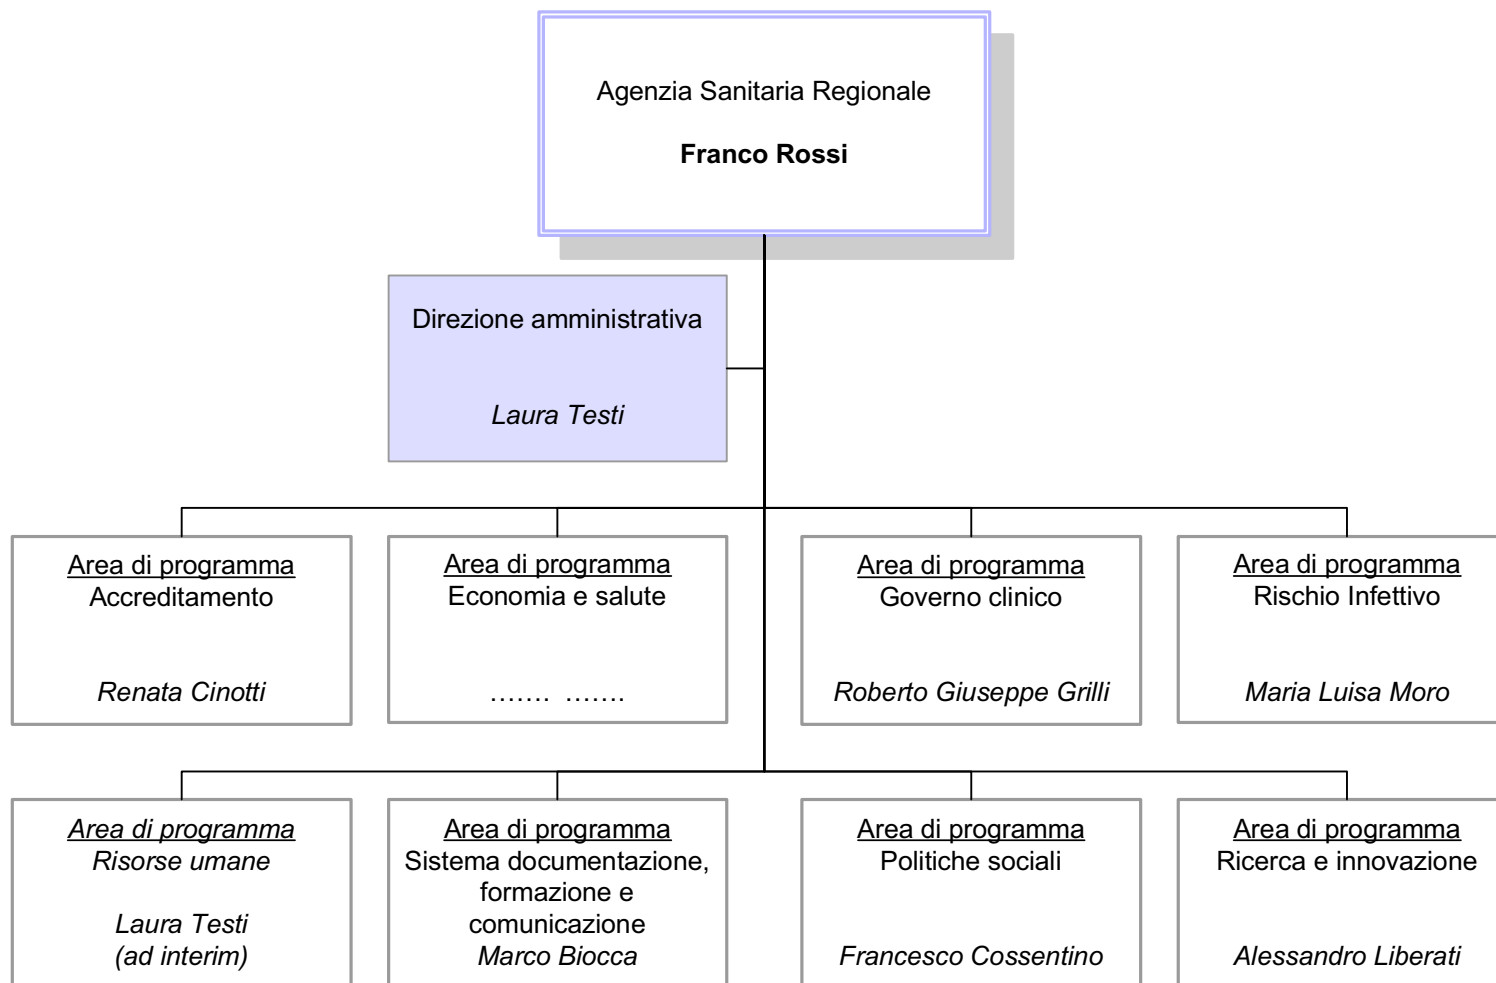 Agenzia Sanitaria Regionale
Franco Rossi
Direzione amministrativa
Laura Testi
Area di programma
Accreditamento
Renata Cinotti
Area di programma
Economia e salute
....... .......
Area di programma
Governo clinico
Roberto Giuseppe Grilli
Area di programma
Rischio Infettivo
Maria Luisa Moro
Area di programma
Risorse umane
Laura Testi
(ad interim)
Area di programma
Sistema documentazione,
formazione e
comunicazione
Marco Biocca
Area di programma
Politiche sociali
Francesco Cossentino
Area di programma
Ricerca e innovazione
Alessandro Liberati